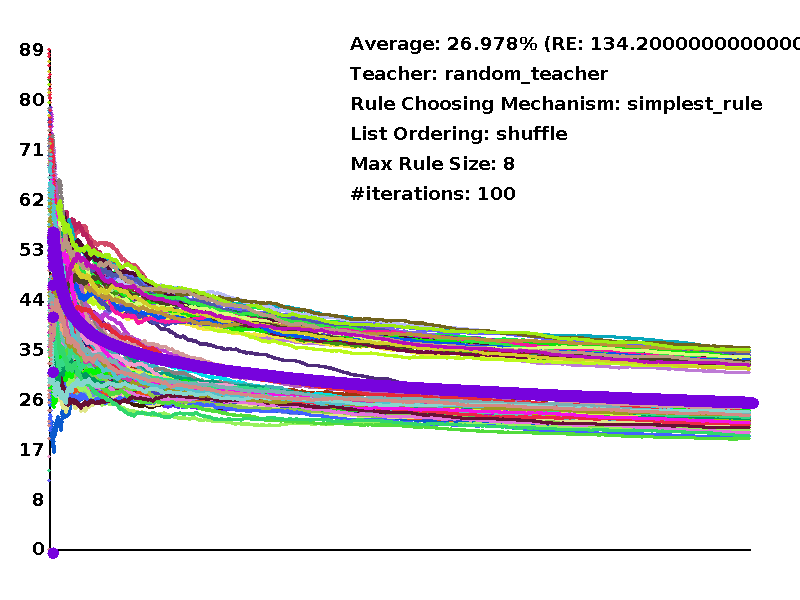 Average: 26.978% (RE: 134.2000000000000
Teacher: random_teacher
Rule Choosing Mechanism: simplest_rule
List Ordering: shuffle
Max Rule Size: 8
#iterations: 100
89
80
71
62
53
44
35
26
17
8
0